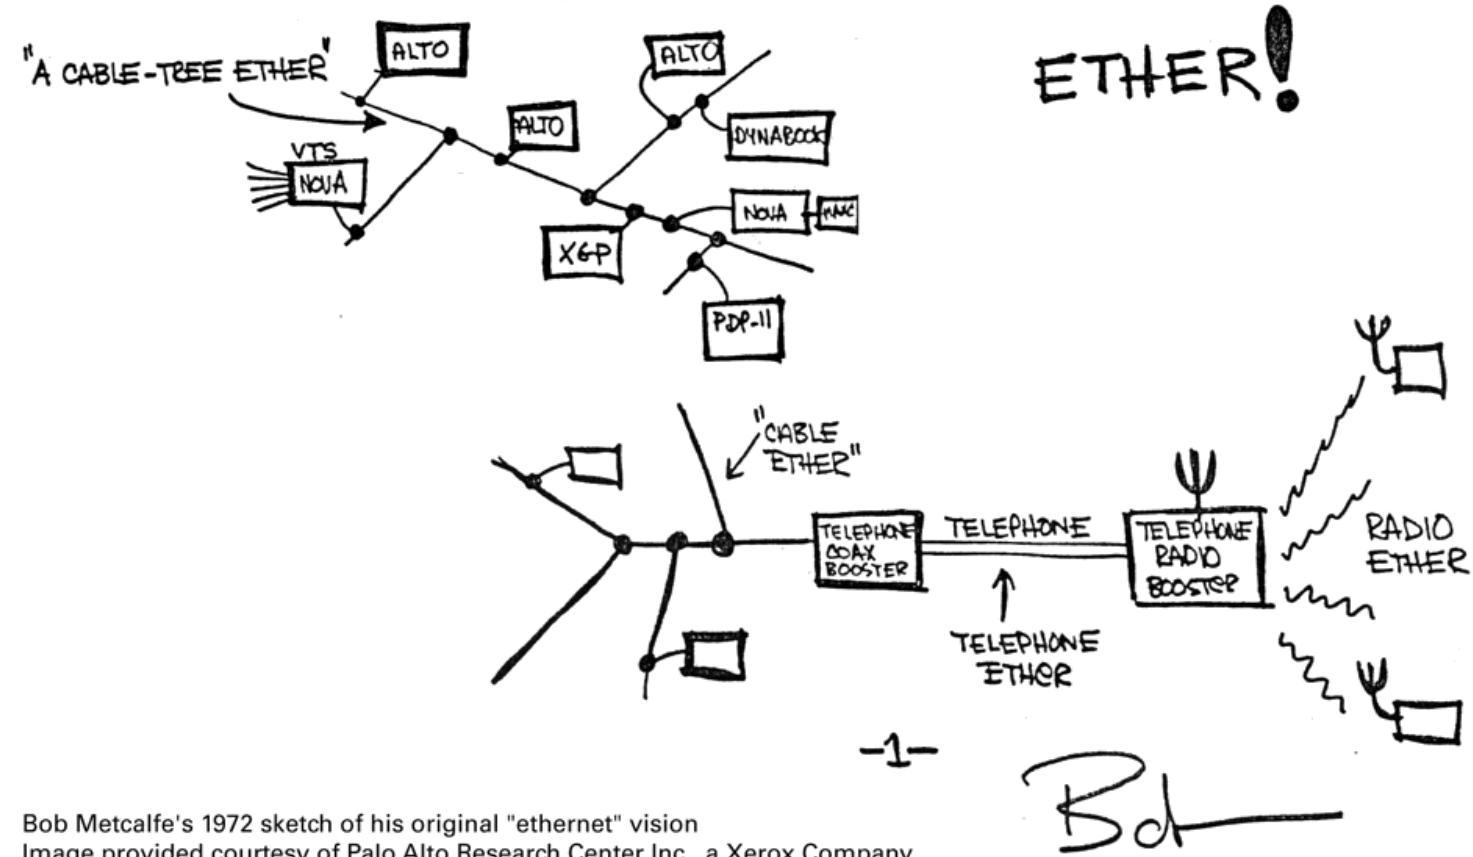 "A CABLE-TREE ETHER"
ALTO
ALTO
ETHER!
ALTO
DYNABOOK
VTS
NOVA
NOVA
XGP
PDP-11
"CABLE
ETHER"
TELEPHONE
COAX
BOOSTER
TELEPHONE
TELEPHONE
RADIO
BOOSTER
RADIO
ETHER
TELEPHONE
ETHER
-1-
Bob
Bob Metcalfe's 1972 sketch of his original "ethernet" vision
Image provided courtesy of Palo Alto Research Center Inc., a Xerox Company